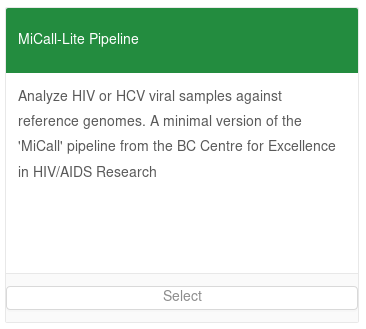 MiCall-Lite Pipeline
Analyze HIV or HCV viral samples against
reference genomes. A minimal version of the
'MiCall' pipeline from the BC Centre for Excellence
in HIV/AIDS Research
Select